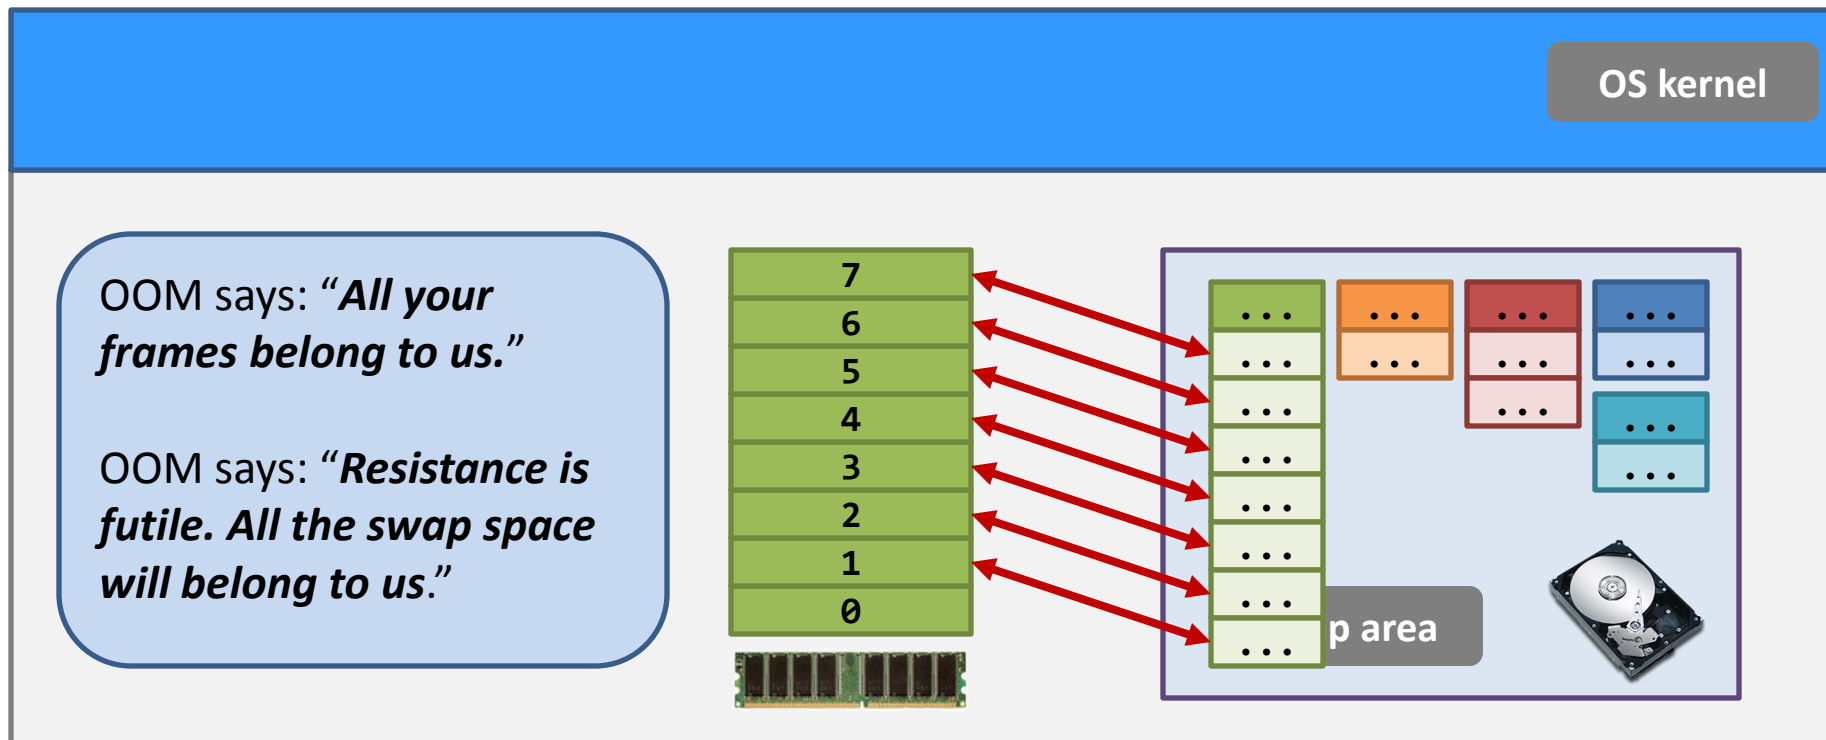 OS kernel
OOM says: “All your
frames belong to us.”
OOM says: “Resistance is
futile. All the swap space
will belong to us.”
7
6
5
4
3
2
1
0
... ... ... ...
... ... ... ...
... ...
... ...
... ...
...
...
...
p area